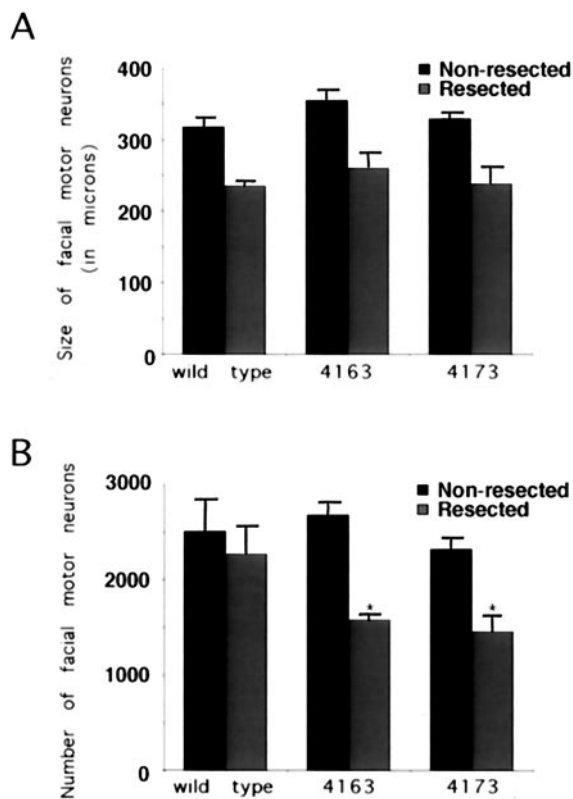 A
Size of facial motor neurons
(in microns)
400
300
200
100
0
Non-resected
Resected
wild type
4163
4173
B
Number of facial motor neurons
3000
2000
1000
0
Non-resected
Resected
*
*
wild type
4163
4173